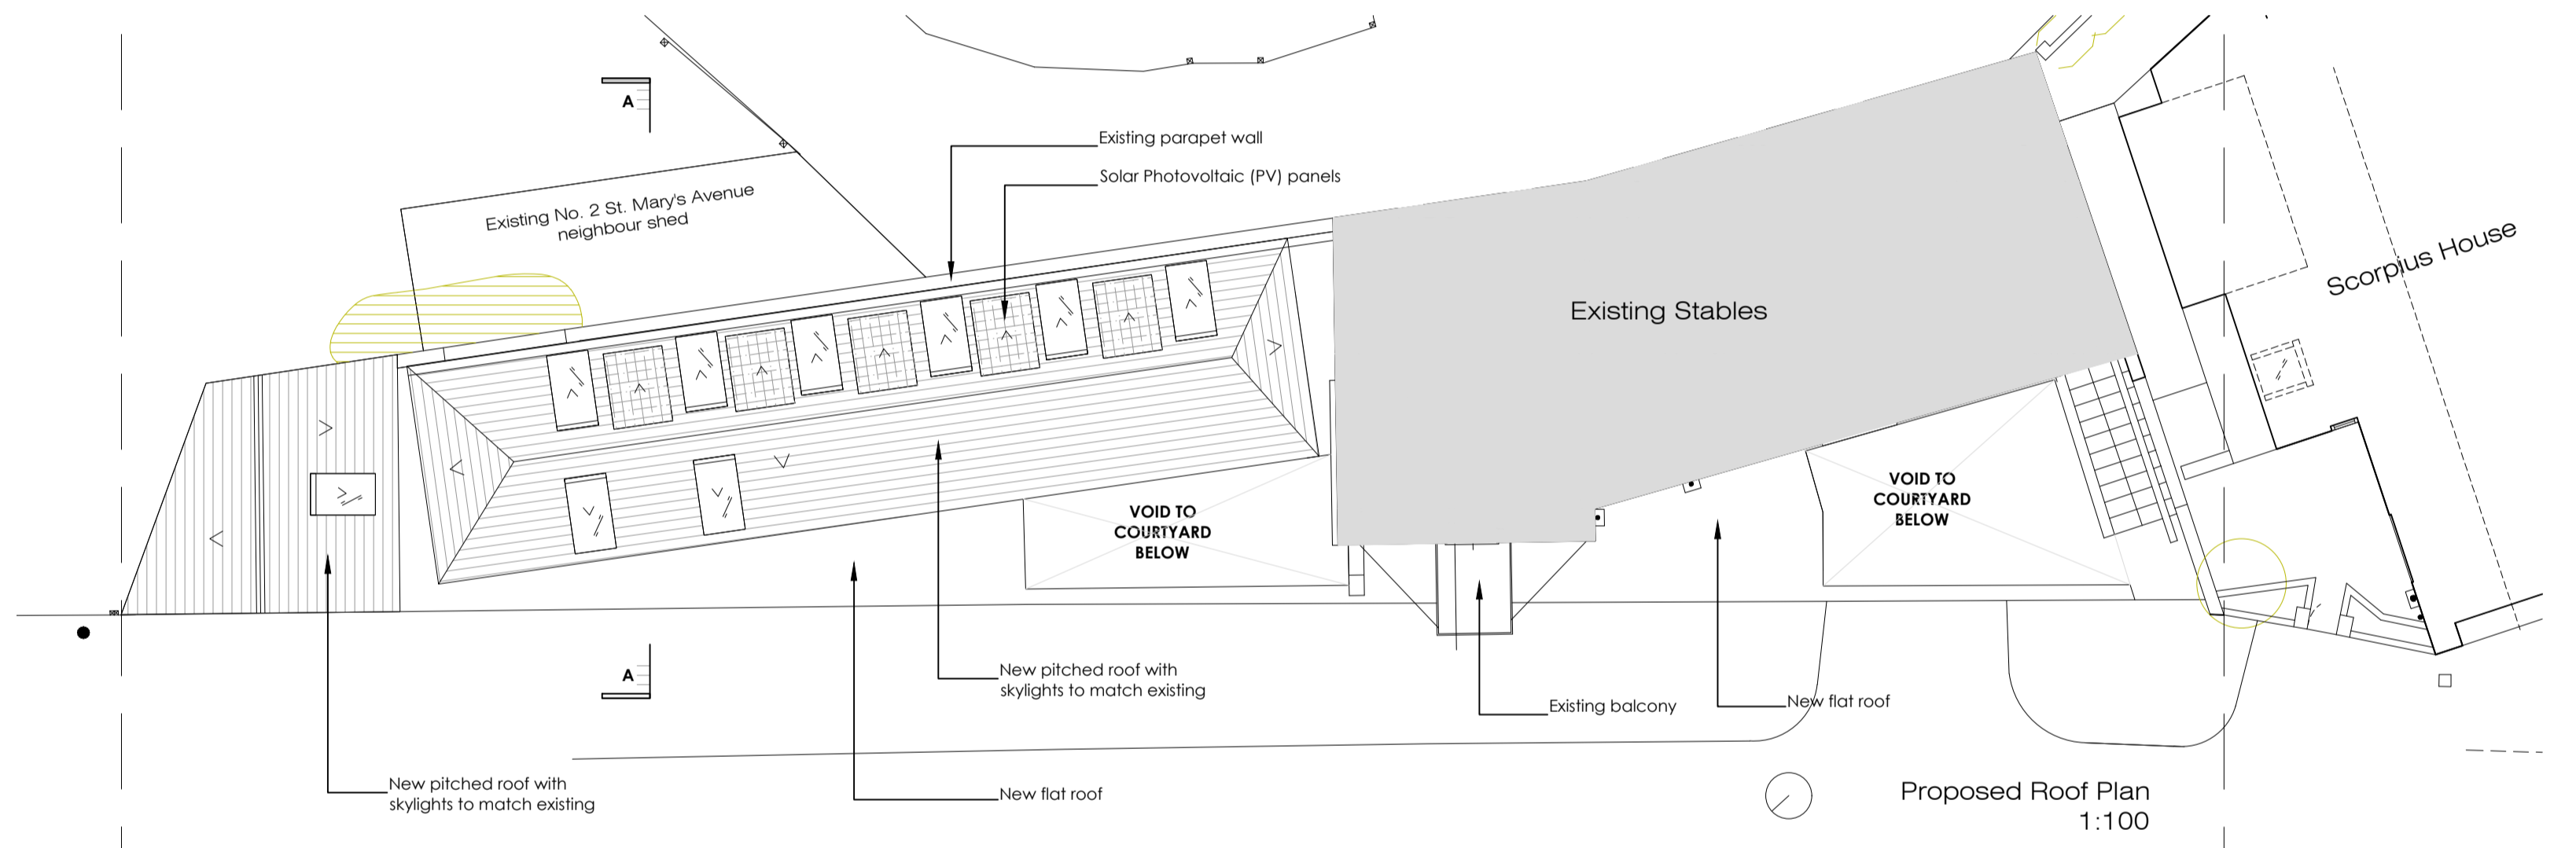 A
Existing parapet wall
Solar Photovoltaic (PV) panels
Existing No. 2 St. Mary's Avenue
neighbour shed
Scorpius House
Existing Stables
VOID TO
COURTYARD
BELOW
VOID TO
COURTYARD
BELOW
A
New pitched roof with
skylights to match existing
Existing balcony
New flat roof
New pitched roof with
skylights to match existing
New flat roof
Proposed Roof Plan
1:100